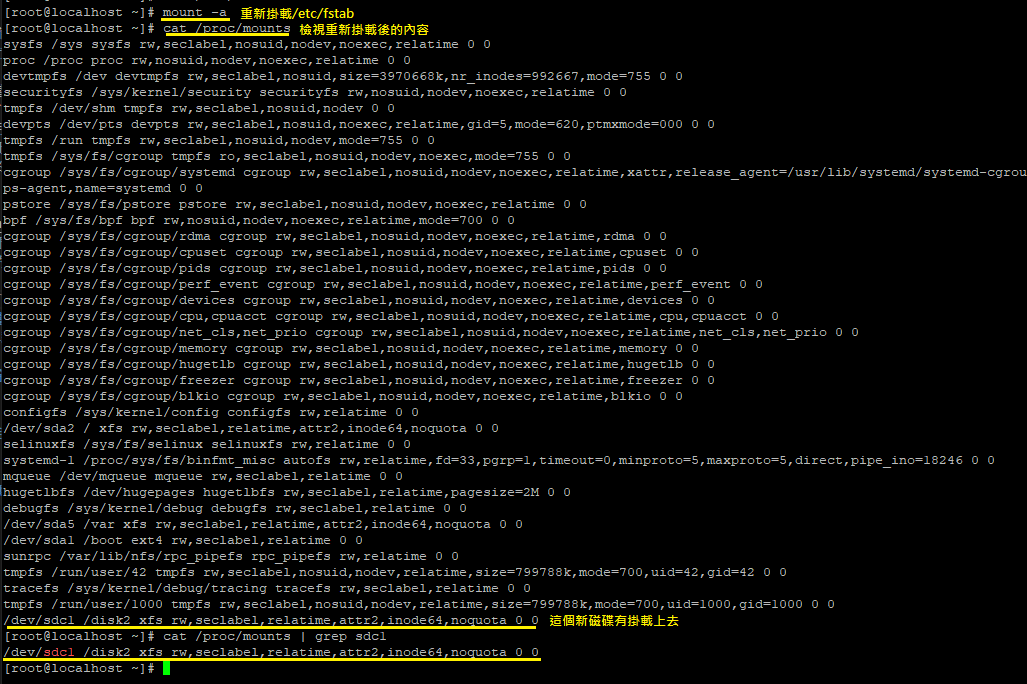 [root@localhost ~]# mount -a 重新掛載/etc/fstab
[root@localhost ~]# cat /proc/mounts 檢視重新掛載後的內容
sysfs /sys sysfs rw,seclabel,nosuid,nodev,noexec,relatime 0 0
proc /proc proc rw,nosuid,nodev,noexec,relatime 0 0
devtmpfs /dev devtmpfs rw,seclabel,nosuid,size=3970668k,nr_inodes=992667,mode=755 0 0
securityfs /sys/kernel/security securityfs rw,nosuid,nodev,noexec,relatime 0 0
tmpfs /dev/shm tmpfs rw,seclabel,nosuid,nodev 0 0
devpts /dev/pts devpts rw,seclabel,nosuid,noexec,relatime,gid=5,mode=620,ptmxmode=000 0 0
tmpfs /run tmpfs rw,seclabel,nosuid,nodev,mode=755 0 0
tmpfs /sys/fs/cgroup tmpfs ro,seclabel,nosuid,nodev,noexec,mode=755 0 0
cgroup /sys/fs/cgroup/systemd cgroup rw,seclabel,nosuid,nodev,noexec,relatime,xattr,release_agent=/usr/lib/systemd/systemd-cgrou
ps-agent,name=systemd 0 0
pstore /sys/fs/pstore pstore rw,seclabel,nosuid,nodev,noexec,relatime 0 0
bpf /sys/fs/bpf bpf rw,nosuid,nodev,noexec,relatime,mode=700 0 0
cgroup /sys/fs/cgroup/rdma cgroup rw,seclabel,nosuid,nodev,noexec,relatime,rdma 0 0
cgroup /sys/fs/cgroup/cpuset cgroup rw,seclabel,nosuid,nodev,noexec,relatime,cpuset 0 0
cgroup /sys/fs/cgroup/pids cgroup rw,seclabel,nosuid,nodev,noexec,relatime,pids 0 0
cgroup /sys/fs/cgroup/perf_event cgroup rw,seclabel,nosuid,nodev,noexec,relatime,perf_event 0 0
cgroup /sys/fs/cgroup/devices cgroup rw,seclabel,nosuid,nodev,noexec,relatime,devices 0 0
cgroup /sys/fs/cgroup/cpu,cpuacct cgroup rw,seclabel,nosuid,nodev,noexec,relatime,cpu,cpuacct 0 0
cgroup /sys/fs/cgroup/net_cls,net_prio cgroup rw,seclabel,nosuid,nodev,noexec,relatime,net_cls,net_prio 0 0
cgroup /sys/fs/cgroup/memory cgroup rw,seclabel,nosuid,nodev,noexec,relatime,memory 0 0
cgroup /sys/fs/cgroup/hugetlb cgroup rw,seclabel,nosuid,nodev,noexec,relatime,hugetlb 0 0
cgroup /sys/fs/cgroup/freezer cgroup rw,seclabel,nosuid,nodev,noexec,relatime,freezer 0 0
cgroup /sys/fs/cgroup/blkio cgroup rw,seclabel,nosuid,nodev,noexec,relatime,blkio 0 0
configfs /sys/kernel/config configfs rw,relatime 0 0
/dev/sda2 / xfs rw,seclabel,relatime,attr2,inode64,noquota 0 0
selinuxfs /sys/fs/selinux selinuxfs rw,relatime 0 0
systemd-1 /proc/sys/fs/binfmt_misc autofs rw,relatime,fd=33,pgrp=1,timeout=0,minproto=5,maxproto=5,direct,pipe_ino=18246 0 0
mqueue /dev/mqueue mqueue rw,seclabel,relatime 0 0
hugetlbfs /dev/hugepages hugetlbfs rw,seclabel,relatime,pagesize=2M 0 0
debugfs /sys/kernel/debug debugfs rw,seclabel,relatime 0 0
/dev/sda5 /var xfs rw,seclabel,relatime,attr2,inode64,noquota 0 0
/dev/sda1 /boot ext4 rw,seclabel,relatime 0 0
sunrpc /var/lib/nfs/rpc_pipefs rpc_pipefs rw,relatime 0 0
tmpfs /run/user/42 tmpfs rw,seclabel,nosuid,nodev,relatime,size=799788k,mode=700,uid=42,gid=42 0 0
tracefs /sys/kernel/debug/tracing tracefs rw,seclabel,relatime 0 0
tmpfs /run/user/1000 tmpfs rw,seclabel,nosuid,nodev,relatime,size=799788k,mode=700,uid=1000,gid=1000 0 0
/dev/sdc1 /disk2 xfs rw,seclabel,relatime,attr2,inode64,noquota 0 0 這個新磁碟有掛載上去
[root@localhost ~]# cat /proc/mounts | grep sdc1
/dev/sdc1 /disk2 xfs rw,seclabel,relatime,attr2,inode64,noquota 0 0
[root@localhost ~]#